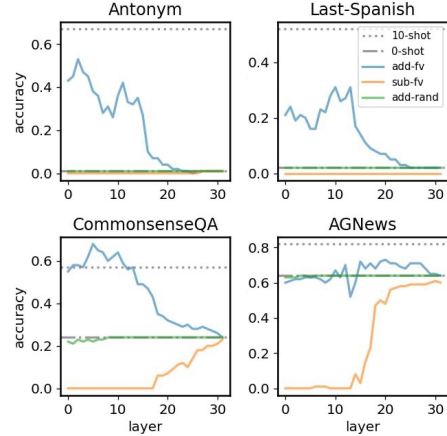 Antonym
Last-Spanish
accuracy
0.6
0.4
0.2
0.0
0
10
20
30
0.4
0.2
0.0
0
10
20
30
10-shot
0-shot
add-fv
sub-fv
add-rand
CommonsenseQA
AGNews
accuracy
0.6
0.4
0.2
0.0
0
10
20
30
layer
0.8
0.6
0.4
0.2
0.0
0
10
20
30
layer